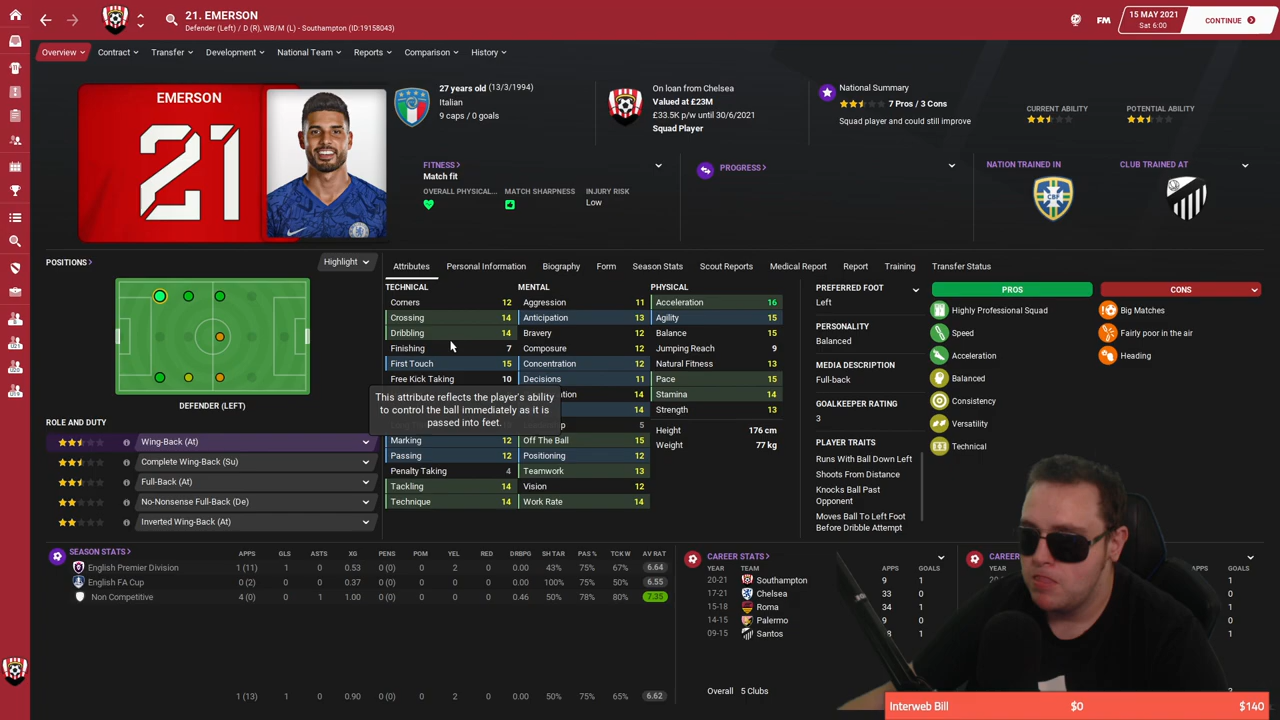 21. EMERSON
Defender (Left) / D (R), WB/M (L) - Southampton (ID:19158043)
FM
15 MAY 2021
Sat 6:00
CONTINUE
Overview
Contract
Transfer
Development
National Team
Reports
Comparison
History
EMERSON
21
27 years old (13/3/1994)
Italian
9 caps / 0 goals
On loan from Chelsea
Valued at £23M
£33.5K p/w until 30/6/2021
Squad Player
National Summary
7 Pros / 3 Cons
Squad player and could still improve
CURRENT ABILITY
POTENTIAL ABILITY
FITNESS
Match fit
OVERALL PHYSICAL...
MATCH SHARPNESS
INJURY RISK
Low
PROGRESS
NATION TRAINED IN
CBF
CLUB TRAINED AT
POSITIONS
Highlight
DEFENDER (LEFT)
ROLE AND DUTY
Wing-Back (At)
Complete Wing-Back (Su)
Full-Back (At)
No-Nonsense Full-Back (De)
Inverted Wing-Back (At)
Attributes
Personal Information
Biography
Form
Season Stats
Scout Reports
Medical Report
Report
Training
Transfer Status
TECHNICAL
Corners 12
Crossing 14
Dribbling 14
Finishing 7
First Touch 15
Free Kick Taking 10
This attribute reflects the player's ability
to control the ball immediately as it is
passed into feet.
Marking 12
Passing 12
Penalty Taking 4
Tackling 14
Technique 14
MENTAL
Aggression 11
Anticipation 13
Bravery 12
Composure 12
Concentration 12
Decisions 11
14
14
5
Off The Ball 15
Positioning 12
Teamwork 13
Vision 12
Work Rate 14
PHYSICAL
Acceleration 16
Agility 15
Balance 15
Jumping Reach 9
Natural Fitness 13
Pace 15
Stamina 14
Strength 13
Height 176 cm
Weight 77 kg
PREFERRED FOOT
Left
PERSONALITY
Balanced
MEDIA DESCRIPTION
Full-back
GOALKEEPER RATING
3
PLAYER TRAITS
Runs With Ball Down Left
Shoots From Distance
Knocks Ball Past
Opponent
Moves Ball To Left Foot
Before Dribble Attempt
PROS
Highly Professional Squad
Speed
Acceleration
Balanced
Consistency
Versatility
Technical
CONS
Big Matches
Fairly poor in the air
Heading
SEASON STATS
APPS GLS ASTS XG PENS POM YEL RED DRBPG SH TAR PAS % TCK W AV RAT
English Premier Division 1 (11) 1 0 0.53 0 (0) 0 2 0 0.00 43% 75% 67% 6.64
English FA Cup 0 (2) 0 0 0.37 0 (0) 0 0 0 0.00 100% 75% 50% 6.55
Non Competitive 4 (0) 0 1 1.00 0 (0) 0 0 0 0.46 50% 78% 80% 7.35
1 (13) 1 0 0.90 0 (0) 0 2 0 0.00 50% 75% 65% 6.62
CAREER STATS
YEAR TEAM APPS GOALS
20-21 Southampton 9 1
17-21 Chelsea 33 0
15-18 Roma 34 1
14-15 Palermo 9 0
09-15 Santos 1
Overall 5 Clubs
YEAR
GOALS
1
0
1
0
1
Interweb Bill $0 $140